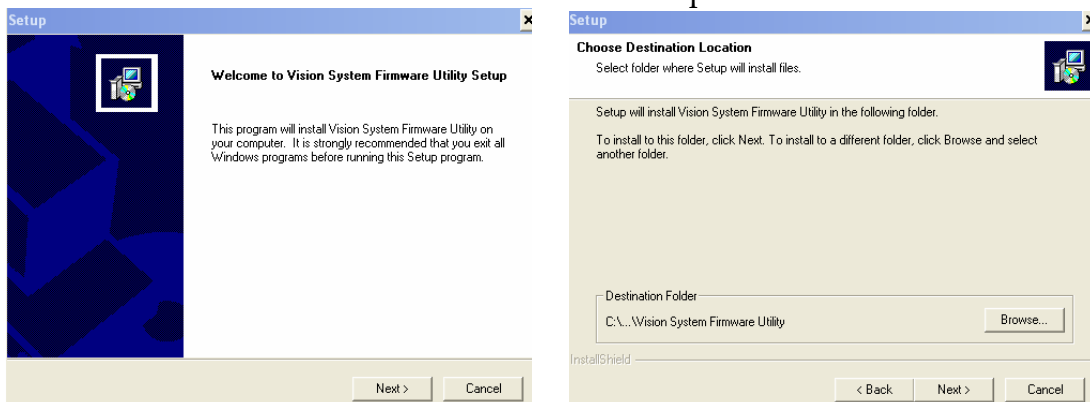 Setup
Welcome to Vision System Firmware Utility Setup
This program will install Vision System Firmware Utility on
your computer. It is strongly recommended that you exit all
Windows programs before running this Setup program.
Next >
Cancel
Setup
Choose Destination Location
Select folder where Setup will install files.
Setup will install Vision System Firmware Utility in the following folder.
To install to this folder, click Next. To install to a different folder, click Browse and select
another folder.
Destination Folder
C:\...\Vision System Firmware Utility
Browse...
InstallShield
< Back
Next >
Cancel